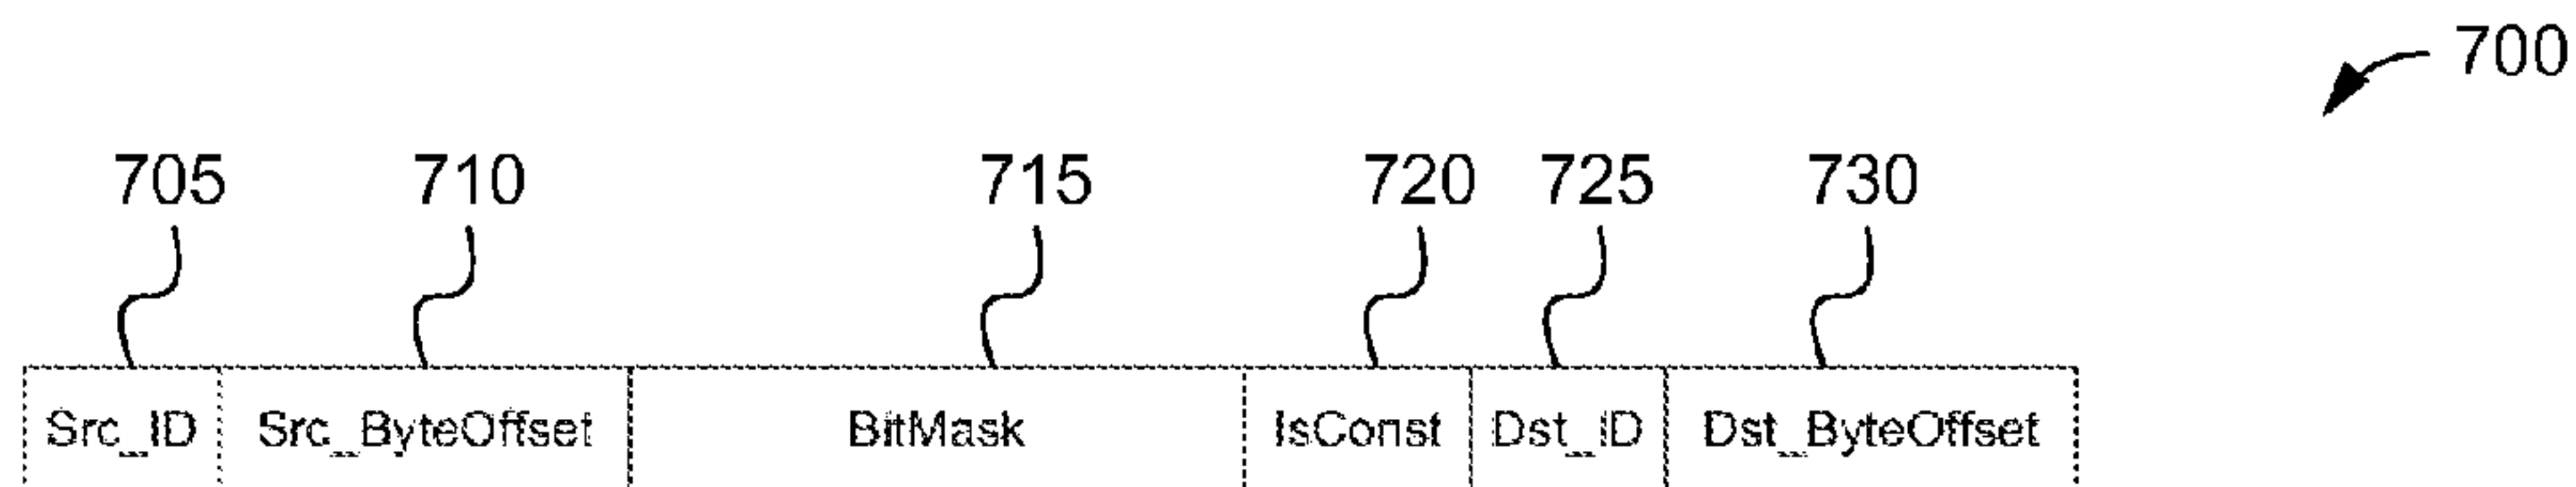 700
705 710 715 720 725 730
Src_ID Src_ByteOffset BitMask IsConst Dst_ID Dst_ByteOffset